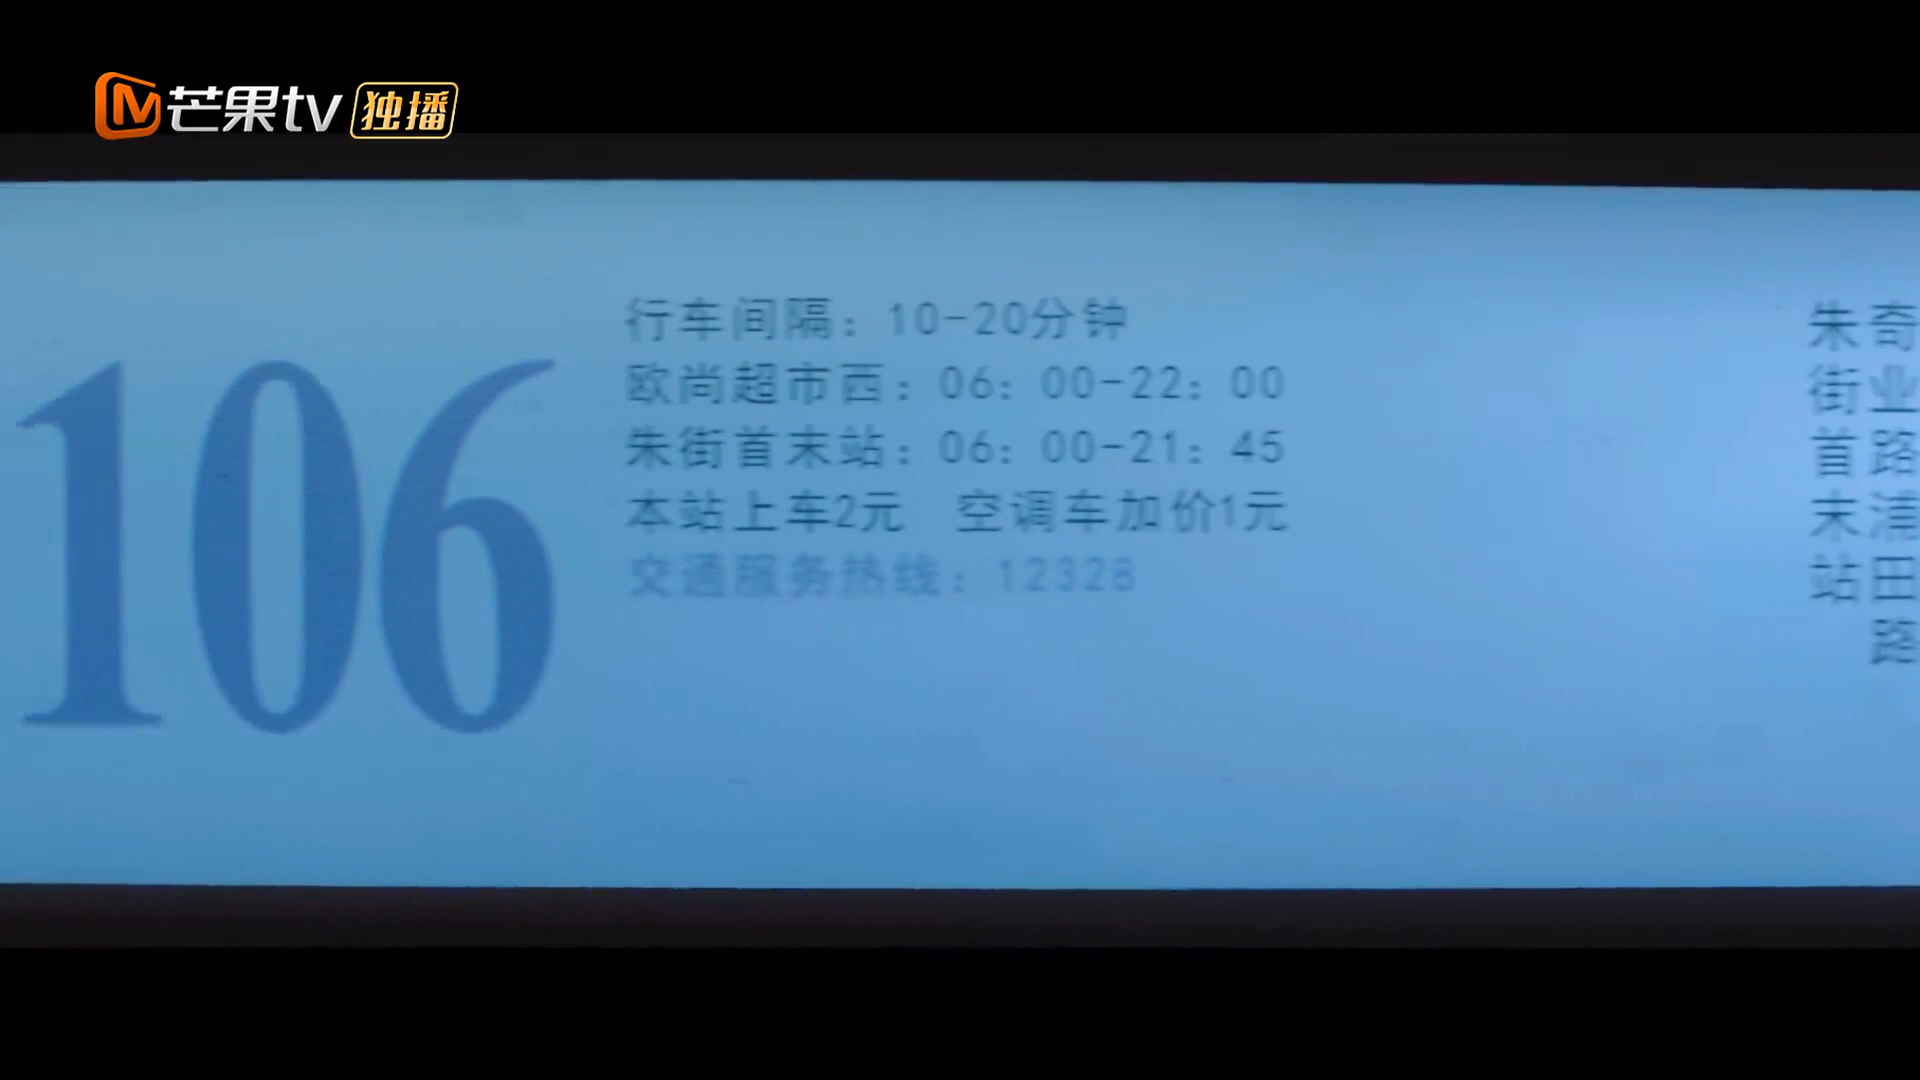 芒果tv 独播
106
行车间隔：10-20分钟
欧尚超市西：06：00-22：00
朱街首末站：06：00-21：45
本站上车2元 空调车加价1元
交通服务热线：12328
朱街首末站
奇业路浦田路